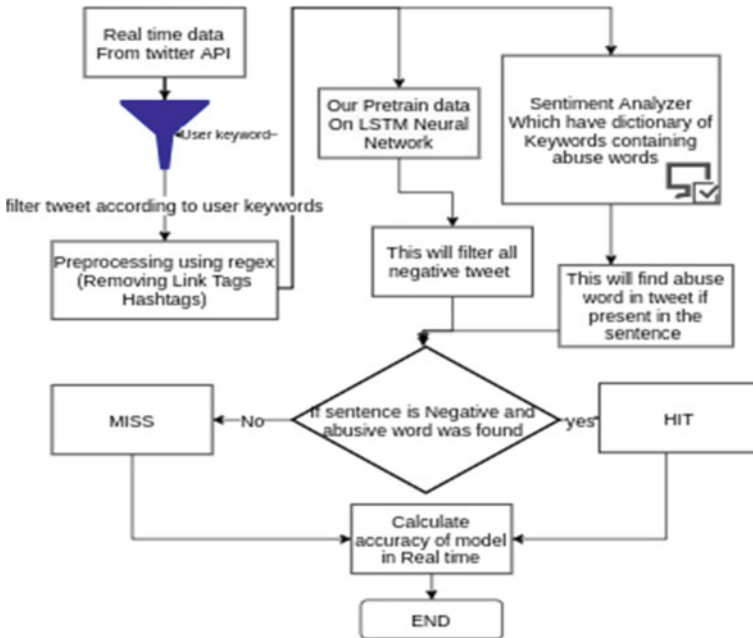 Real time data
From twitter API
User keyword
filter tweet according to user keywords
Preprocessing using regex
(Removing Link Tags
Hashtags)
Our Pretrain data
On LSTM Neural
Network
Sentiment Analyzer
Which have dictionary of
Keywords containing
abuse words
This will filter all
negative tweet
This will find abuse
word in tweet if
present in the
sentence
If sentence is Negative and
abusive word was found
No
yes
MISS
HIT
Calculate
accuracy of model
in Real time
END